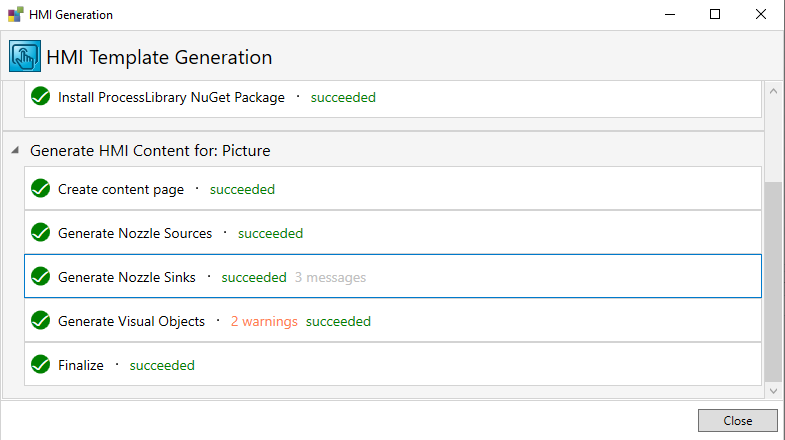 HMI Generation
HMI Template Generation
Install ProcessLibrary NuGet Package · succeeded
Generate HMI Content for: Picture
Create content page · succeeded
Generate Nozzle Sources · succeeded
Generate Nozzle Sinks · succeeded 3 messages
Generate Visual Objects · 2 warnings succeeded
Finalize · succeeded
Close